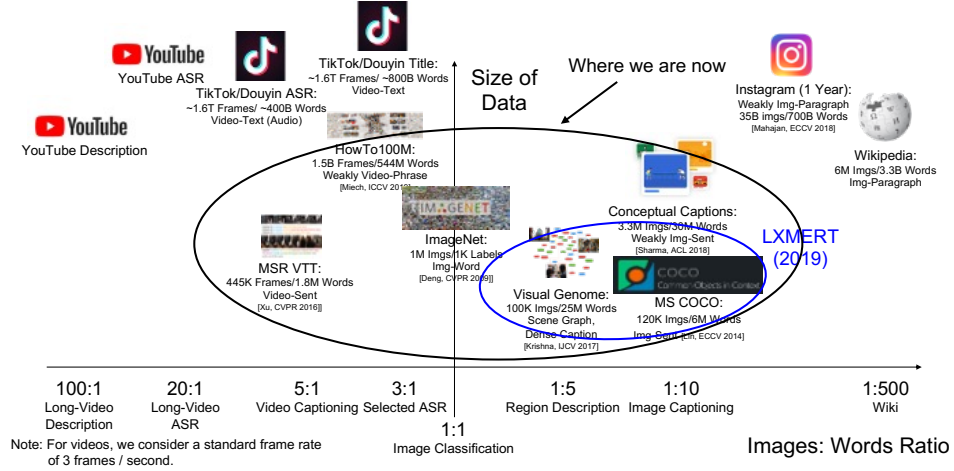 YouTube
YouTube ASR
TikTok/Douyin ASR:
~1.6T Frames/ ~400B Words
Video-Text (Audio)
TikTok/Douyin Title:
~1.6T Frames/ ~800B Words
Video-Text
Size of
Data
Where we are now
Instagram (1 Year):
Weakly Img-Paragraph
35B imgs/700B Words
[Mahajan, ECCV 2018]
YouTube
YouTube Description
Wikipedia:
6M Imgs/3.3B Words
Img-Paragraph
HowTo100M:
1.5B Frames/544M Words
Weakly Video-Phrase
[Miech, ICCV 2019]
IMAGENET
ImageNet:
1M Imgs/1K Labels
Img-Word
[Deng, CVPR 2009]]
Conceptual Captions:
3.3M Imgs/30M Words
Weakly Img-Sent
[Sharma, ACL 2018]
LXMERT
(2019)
MSR VTT:
445K Frames/1.8M Words
Video-Sent
[Xu, CVPR 2016]]
Visual Genome:
100K Imgs/25M Words
Scene Graph,
Dense Caption
[Krishna, IJCV 2017]
COCO
Common Objects in Context
MS COCO:
120K Imgs/6M Words
Img-Sent [Lin, ECCV 2014]
100:1
Long-Video
Description
20:1
Long-Video
ASR
5:1
Video Captioning
3:1
Selected ASR
1:1
Image Classification
1:5
Region Description
1:10
Image Captioning
1:500
Wiki
Note: For videos, we consider a standard frame rate
of 3 frames / second.
Images: Words Ratio